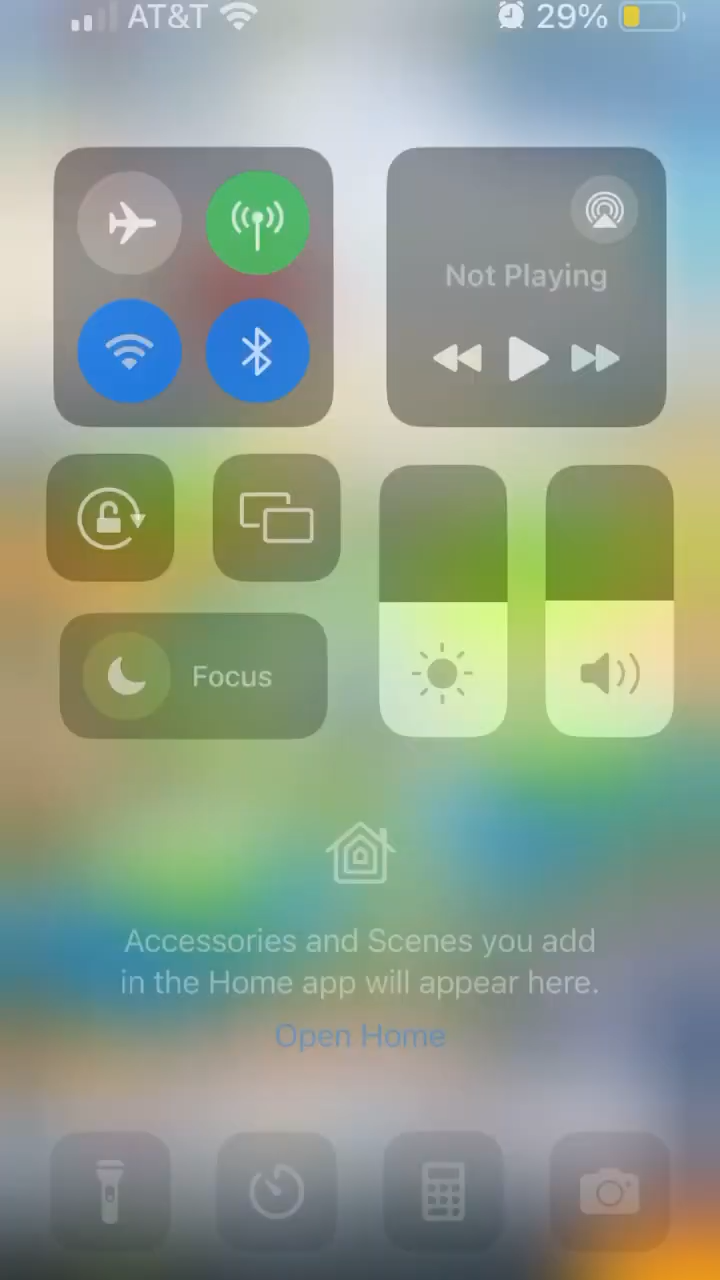 AT&T 29%
Not Playing
Focus
Accessories and Scenes you add
in the Home app will appear here.
Open Home